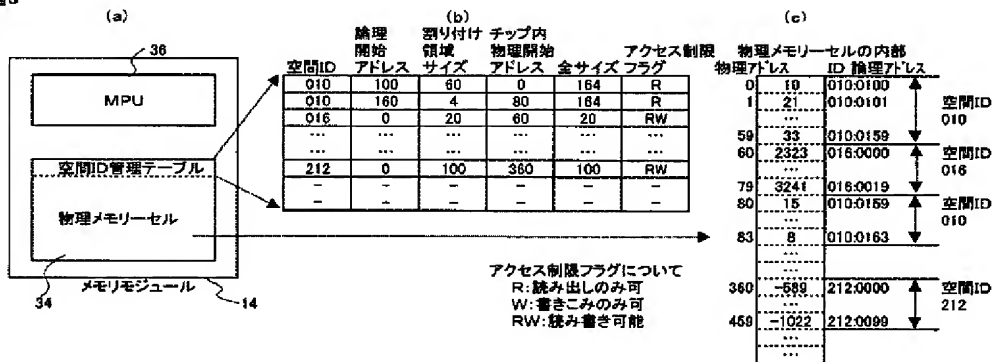 (a)
36
MPU
空間ID管理テーブル
物理メモリーセル
34
メモリモジュール
14
(b)
空間ID 論理開始アドレス 割り付け領域サイズ チップ内物理開始アドレス 全サイズ アクセス制限フラグ
010 100 60 0 164 R
010 160 4 80 164 R
016 0 20 60 20 RW
… … … … … …
… … … … … …
212 0 100 360 100 RW
− − − − − −
− − − − − −
アクセス制限フラグについて
R:読み出しのみ可
W:書きこみのみ可
RW:読み書き可能
(c)
物理メモリーセルの内部
物理アドレス ID 論理アドレス
0 10 010:0100
1 21 010:0101
…
59 33 010:0159
空間ID
010
60 2323 016:0000
…
79 3241 016:0019
空間ID
016
80 15 010:0159
…
83 8 010:0163
空間ID
010
…
…
360 -589 212:0000
…
459 -1022 212:0099
空間ID
212
…
…